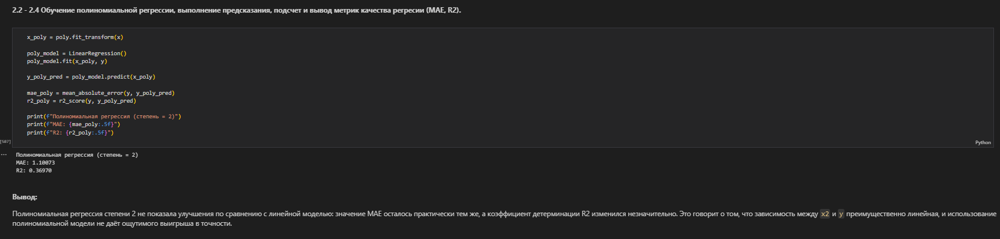 2.2 - 2.4 Обучение полиномиальной регрессии, выполнение предсказания, подсчет и вывод метрик качества регресии (MAE, R2).
x_poly = poly.fit_transform(x)
poly_model = LinearRegression()
poly_model.fit(x_poly, y)
y_poly_pred = poly_model.predict(x_poly)
mae_poly = mean_absolute_error(y, y_poly_pred)
r2_poly = r2_score(y, y_poly_pred)
print(f"Полиномиальная регрессия (степень = 2)")
print(f"MAE: {mae_poly:.5f}")
print(f"R2: {r2_poly:.5f}")
[507]
Python
...
Полиномиальная регрессия (степень = 2)
MAE: 1.10073
R2: 0.36970
Вывод:
Полиномиальная регрессия степени 2 не показала улучшения по сравнению с линейной моделью: значение MAE осталось практически тем же, а коэффициент детерминации R2 изменился незначительно. Это говорит о том, что зависимость между x2 и y преимущественно линейная, и использование
полиномиальной модели не даёт ощутимого выигрыша в точности.